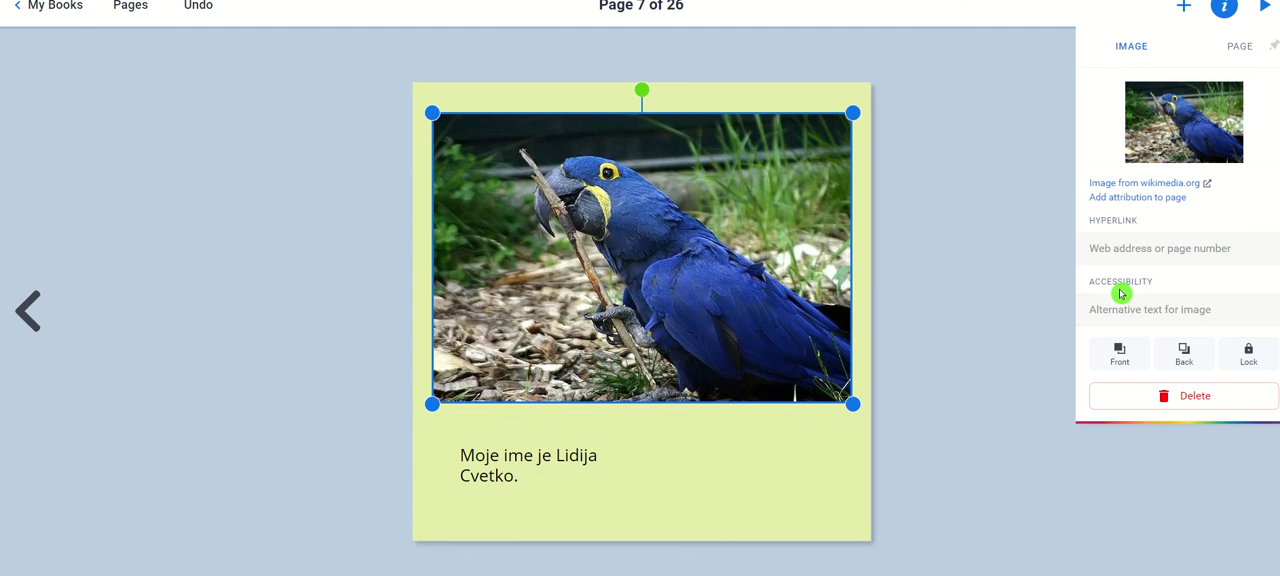 My Books
Pages
Undo
Page 7 of 26
i
IMAGE
PAGE
Image from wikimedia.org
Add attribution to page
HYPERLINK
Web address or page number
ACCESSIBILITY
Alternative text for image
Front
Back
Lock
Delete
Moje ime je Lidija
Cvetko.